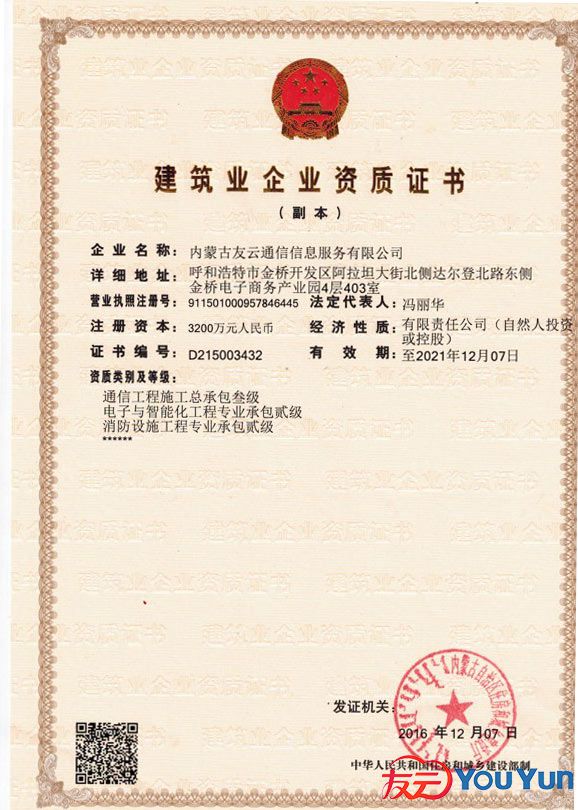 建筑业企业资质证书
（副本）
企业名称：内蒙古友云通信信息服务有限公司
详细地址：呼和浩特市金桥开发区阿拉坦大街北侧达尔登北路东侧
金桥电子商务产业园4层403室
营业执照注册号：911501000957846445 法定代表人：冯丽华
注册资本：3200万元人民币 经济性质：有限责任公司（自然人投资
或控股）
证书编号：D215003432 有效期：至2021年12月07日
资质类别及等级：
通信工程施工总承包叁级
电子与智能化工程专业承包贰级
消防设施工程专业承包贰级
******
发证机关：
2016 年 12 月 07 日
中华人民共和国住房和城乡建设部制
友云 YouYun